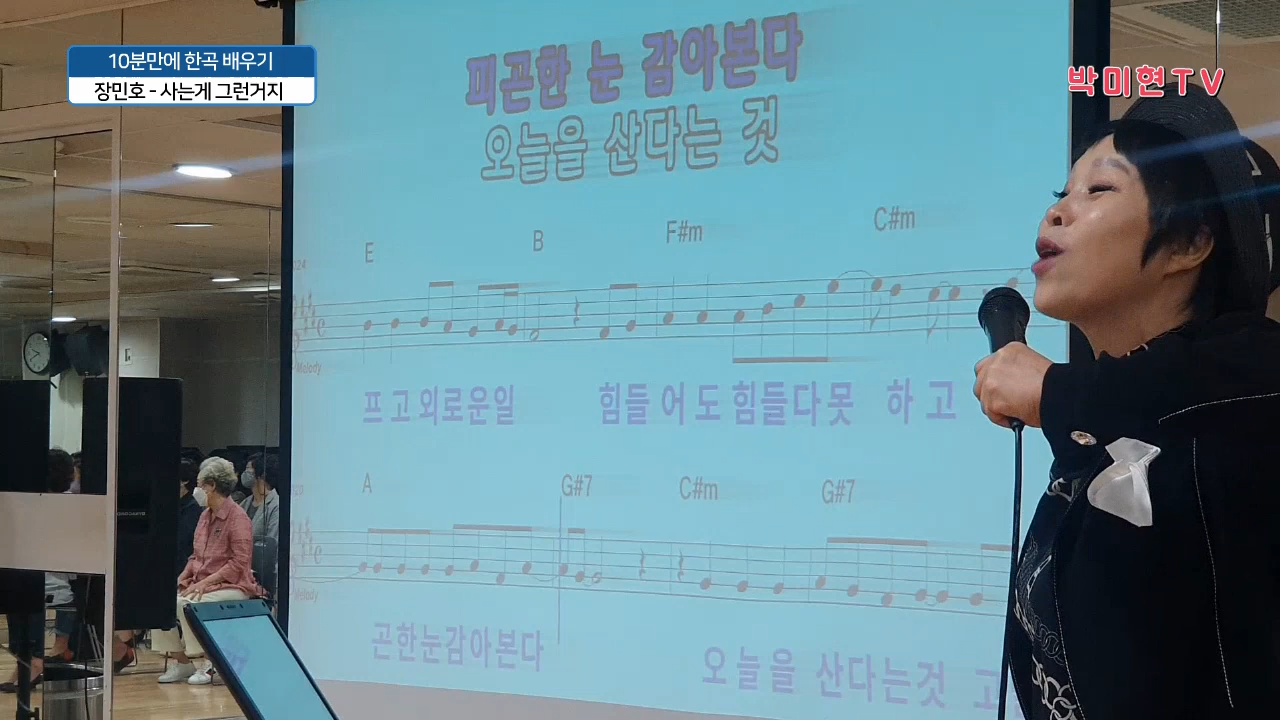 10분만에 한곡 배우기
장민호 - 사는게 그런거지
박미현TV
피곤한 눈 감아본다
오늘을 산다는 것
E B F#m C#m
Melody
프고외로운일 힘들어도힘들다못 하고
A G#7 C#m G#7
Melody
곤한눈감아본다 오늘을 산다는것 고